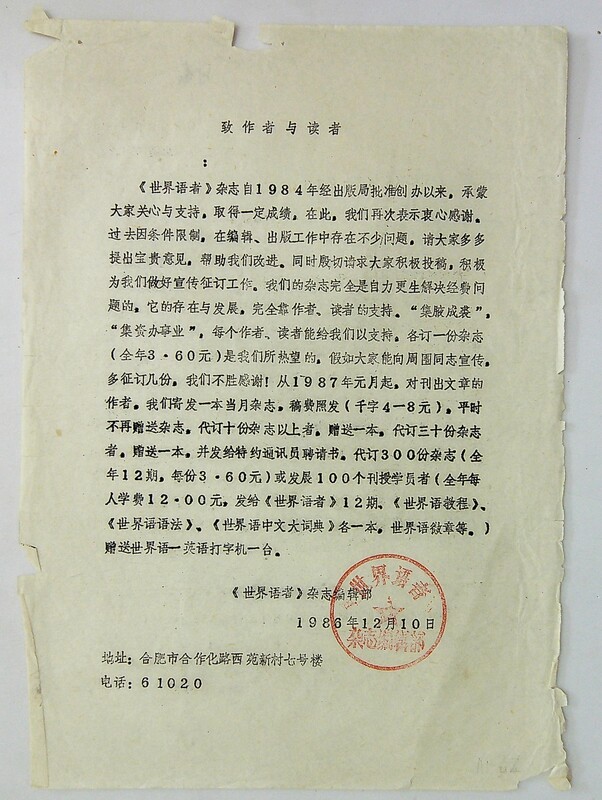 致作者与读者
：
《世界语者》杂志自1984年经出版局批准创办以来，承蒙
大家关心与支持，取得一定成绩，在此，我们再次表示衷心感谢。
过去因条件限制，在编辑、出版工作中存在不少问题，请大家多多
提出宝贵意见，帮助我们改进。同时殷切请求大家积极投稿，积极
为我们做好宣传征订工作。我们的杂志完全是自力更生解决经费问
题的，它的存在与发展，完全靠作者、读者的支持。“集腋成裘”，
“集资办事业”，每个作者、读者能给我们以支持，各订一份杂志
（全年3·60元）是我们所热望的，假如大家能向周围同志宣传，
多征订几份，我们不胜感谢！从1987年元月起，对刊出文章的
作者，我们寄发一本当月杂志，稿费照发（千字4—8元），平时
不再赠送杂志。代订十份杂志以上者，赠送一本，代订三十份杂志
者，赠送一本，并发给特约通讯员聘请书。代订300份杂志（全
年12期，每份3·60元）或发展100个刊授学员者（全年每
人学费12·00元，发给《世界语者》12期、《世界语教程》、
《世界语语法》、《世界语中文大词典》各一本，世界语徽章等。）
赠送世界语—英语打字机一台。
《世界语者》杂志编辑部
1986年12月10日
世界语者
杂志编辑部
地址：合肥市合作化路西苑新村七号楼
电话：61020